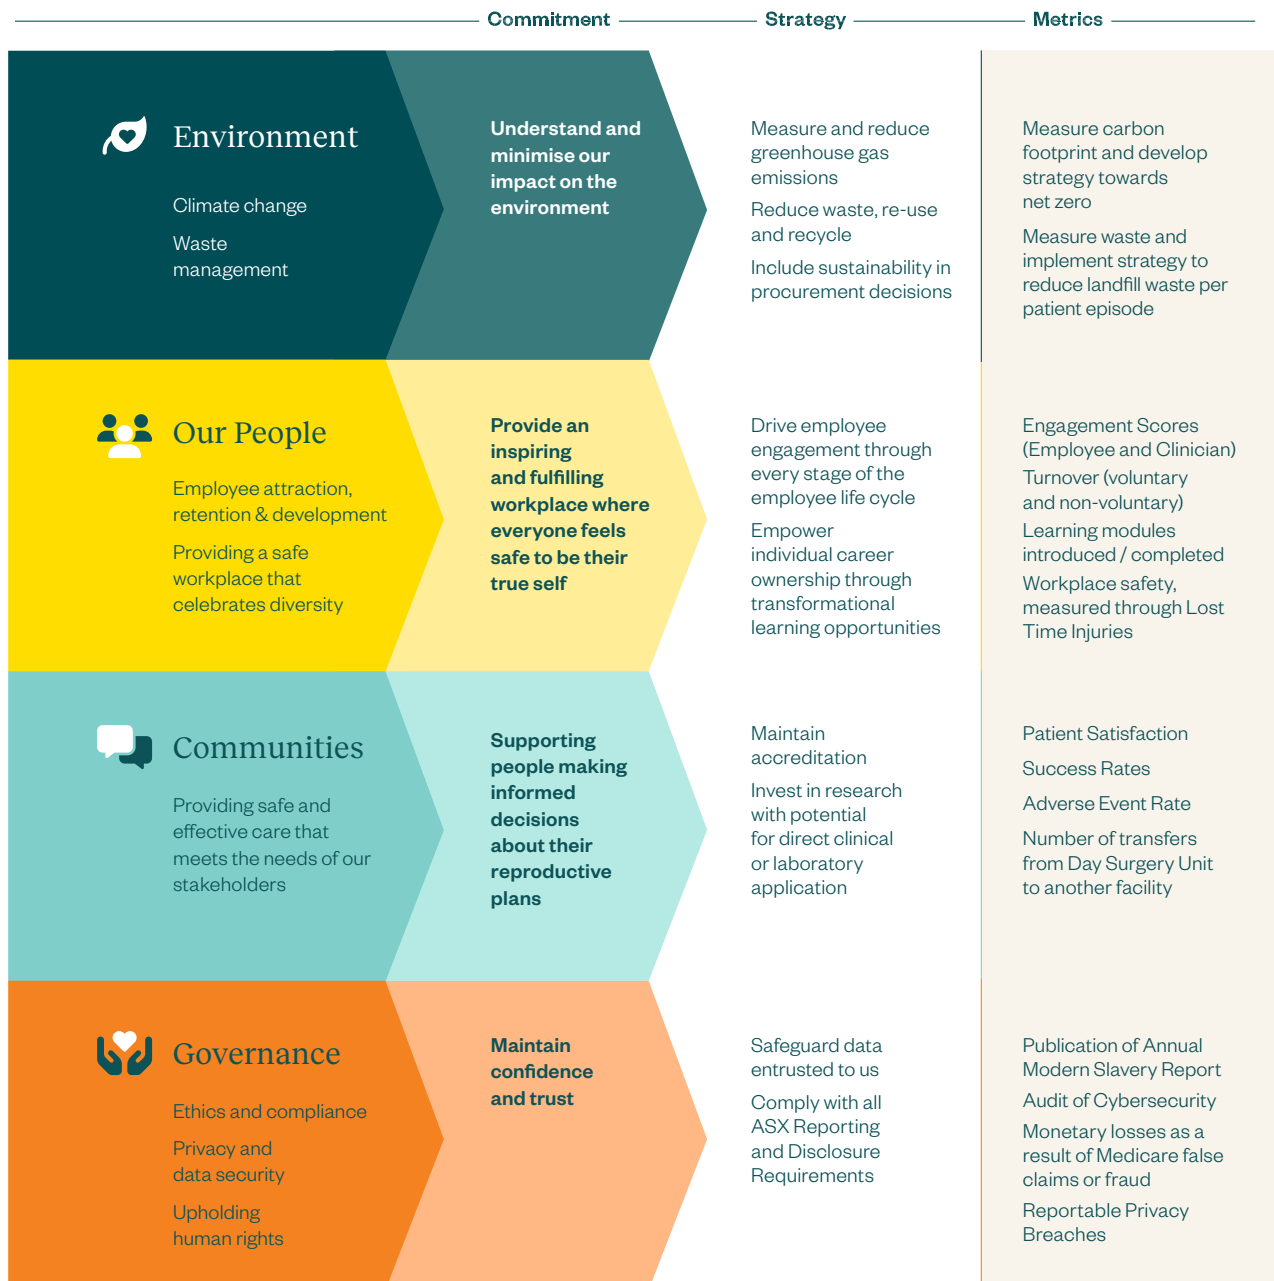 Commitment
Strategy
Metrics
Environment
Climate change
Waste
management
Understand and
minimise our
impact on the
environment
Measure and reduce
greenhouse gas
emissions
Reduce waste, re-use
and recycle
Include sustainability in
procurement decisions
Measure carbon
footprint and develop
strategy towards
net zero
Measure waste and
implement strategy to
reduce landfill waste per
patient episode
Our People
Employee attraction,
retention & development
Providing a safe
workplace that
celebrates diversity
Provide an
inspiring
and fulfilling
workplace where
everyone feels
safe to be their
true self
Drive employee
engagement through
every stage of the
employee life cycle
Empower
individual career
ownership through
transformational
learning opportunities
Engagement Scores
(Employee and Clinician)
Turnover (voluntary
and non-voluntary)
Learning modules
introduced / completed
Workplace safety,
measured through Lost
Time Injuries
Communities
Providing safe and
effective care that
meets the needs of our
stakeholders
Supporting
people making
informed
decisions
about their
reproductive
plans
Maintain
accreditation
Invest in research
with potential
for direct clinical
or laboratory
application
Patient Satisfaction
Success Rates
Adverse Event Rate
Number of transfers
from Day Surgery Unit
to another facility
Governance
Ethics and compliance
Privacy and
data security
Upholding
human rights
Maintain
confidence
and trust
Safeguard data
entrusted to us
Comply with all
ASX Reporting
and Disclosure
Requirements
Publication of Annual
Modern Slavery Report
Audit of Cybersecurity
Monetary losses as a
result of Medicare false
claims or fraud
Reportable Privacy
Breaches